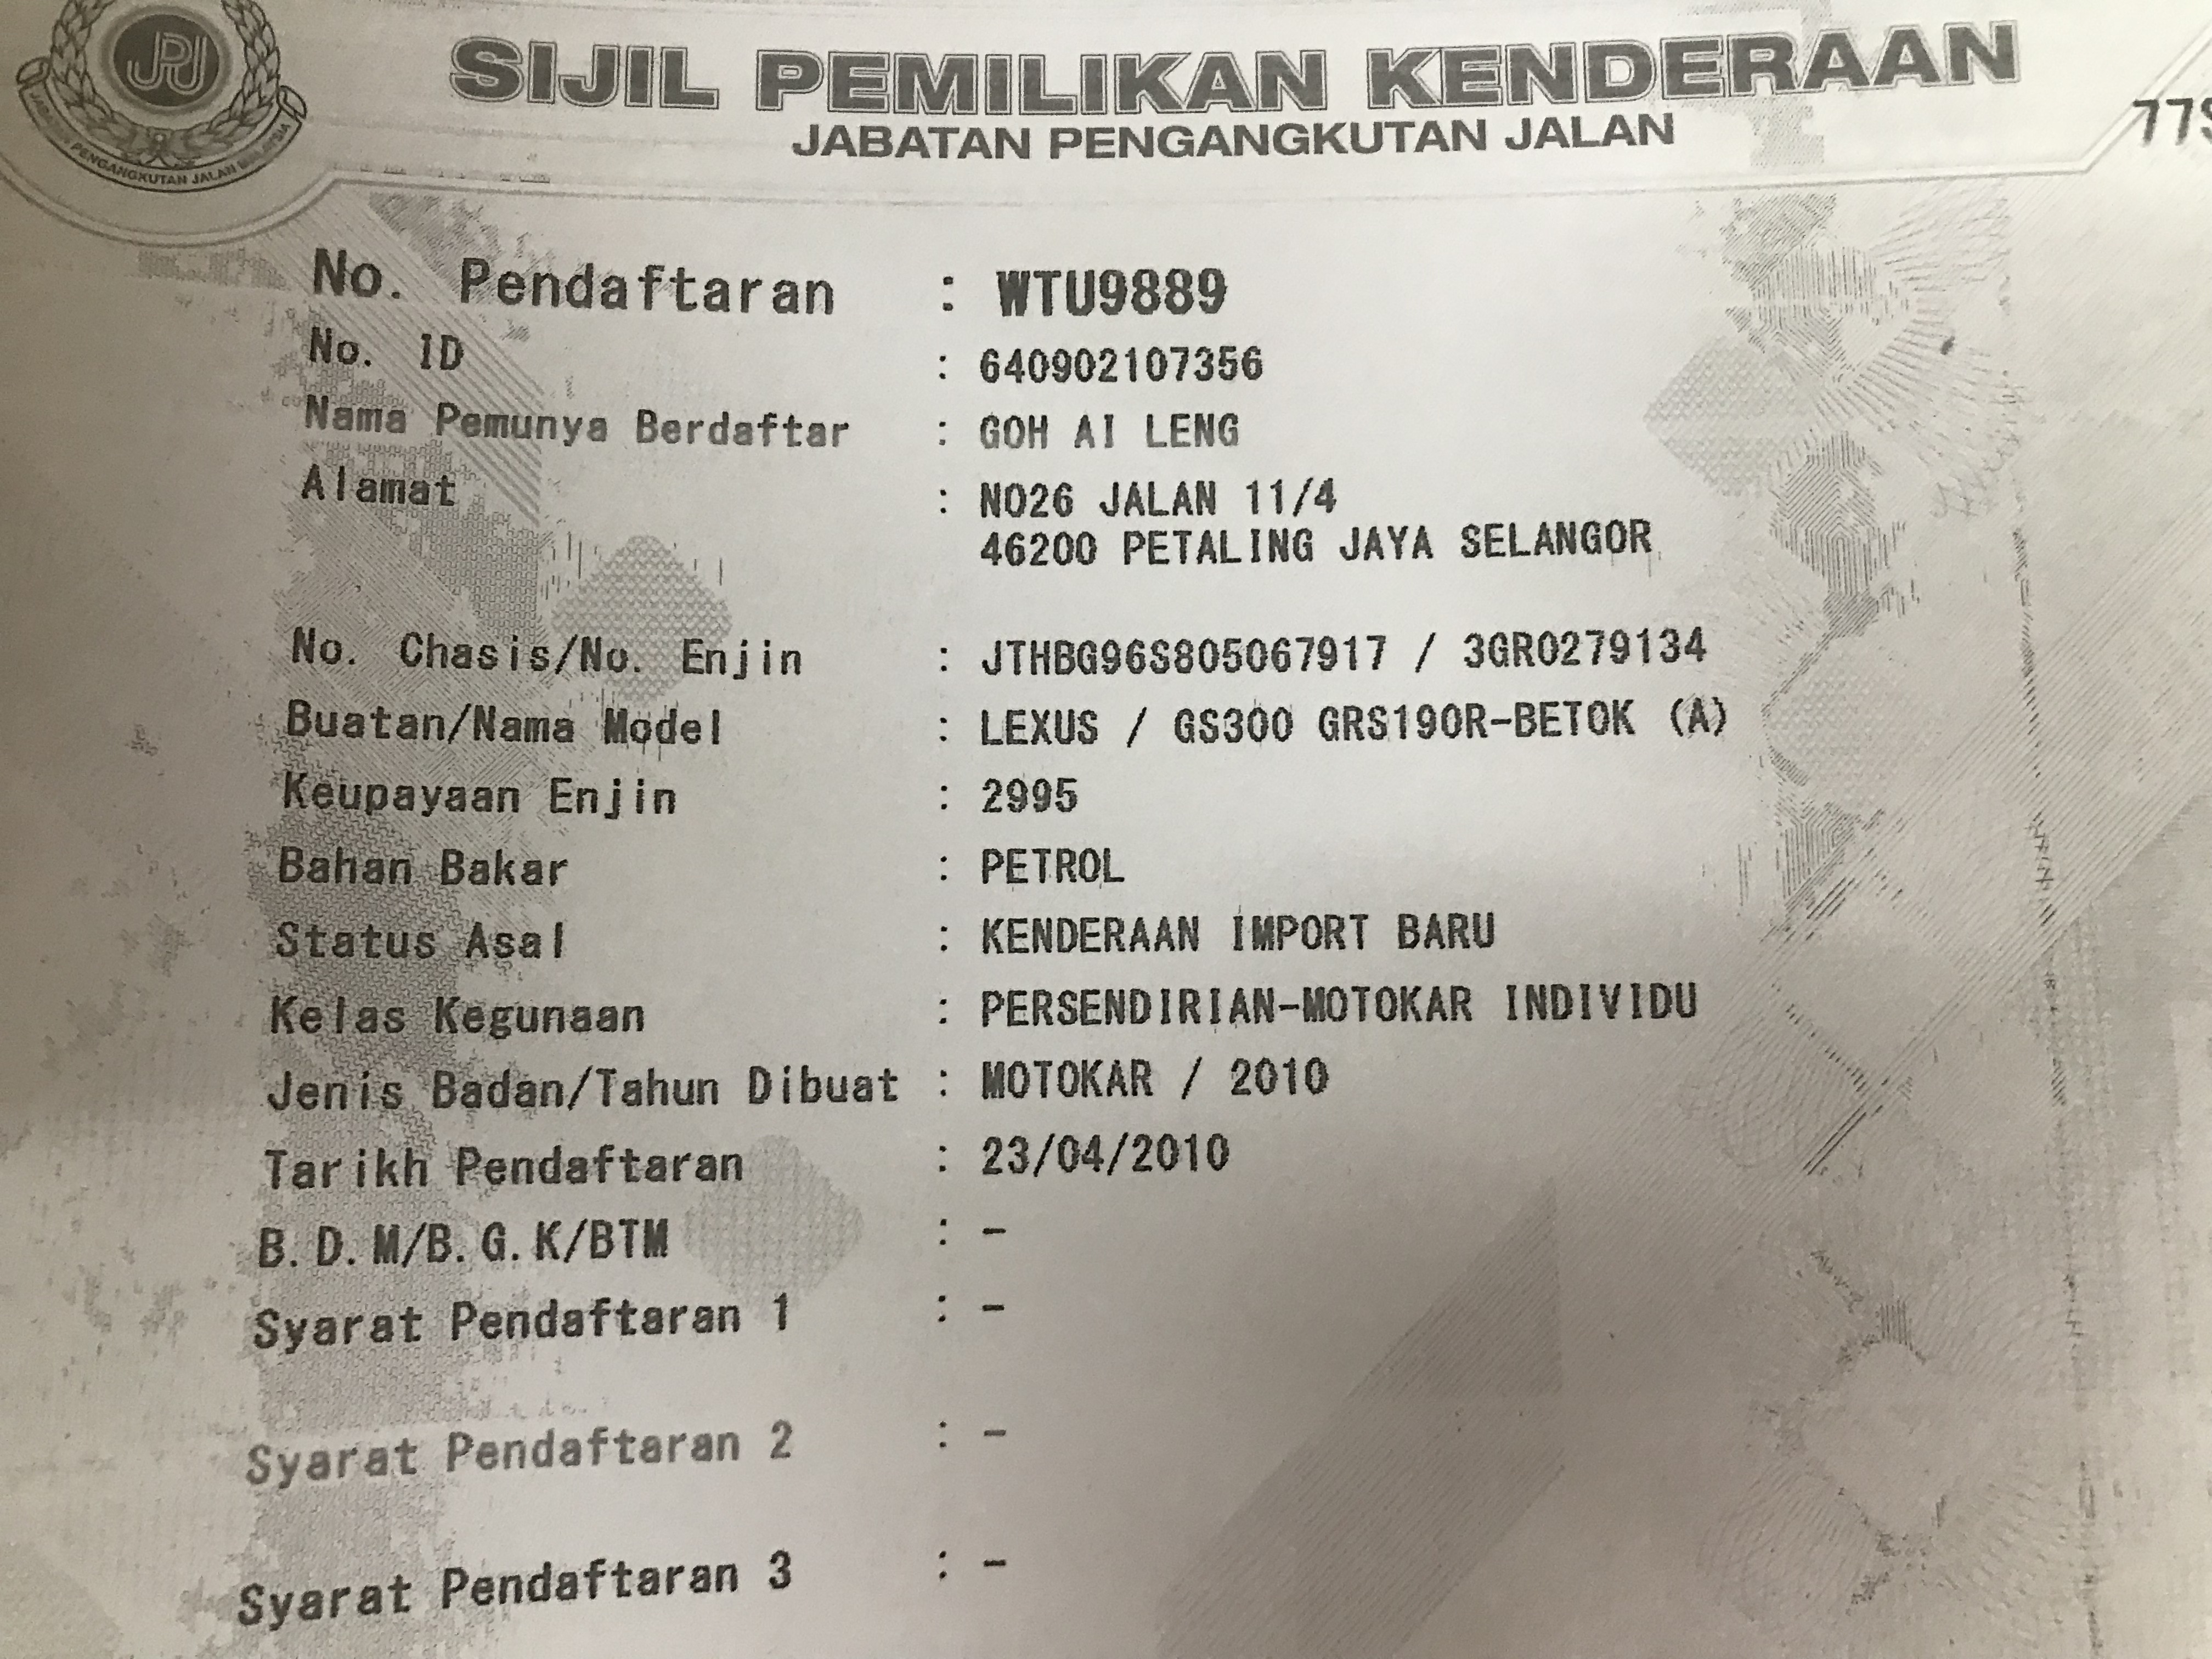 JPJ
JABATAN PENGANGKUTAN JALAN MALAYSIA
SIJIL PEMILIKAN KENDERAAN
JABATAN PENGANGKUTAN JALAN
No. Pendaftaran : WTU9889
No. ID : 640902107356
Nama Pemunya Berdaftar : GOH AI LENG
Alamat : NO26 JALAN 11/4
46200 PETALING JAYA SELANGOR
No. Chasis/No. Enjin : JTHBG96S805067917 / 3GR0279134
Buatan/Nama Model : LEXUS / GS300 GRS190R-BETOK (A)
Keupayaan Enjin : 2995
Bahan Bakar : PETROL
Status Asal : KENDERAAN IMPORT BARU
Kelas Kegunaan : PERSENDIRIAN-MOTOKAR INDIVIDU
Jenis Badan/Tahun Dibuat : MOTOKAR / 2010
Tarikh Pendaftaran : 23/04/2010
B.D.M/B.G.K/BTM : -
Syarat Pendaftaran 1 : -
Syarat Pendaftaran 2 : -
Syarat Pendaftaran 3 : -